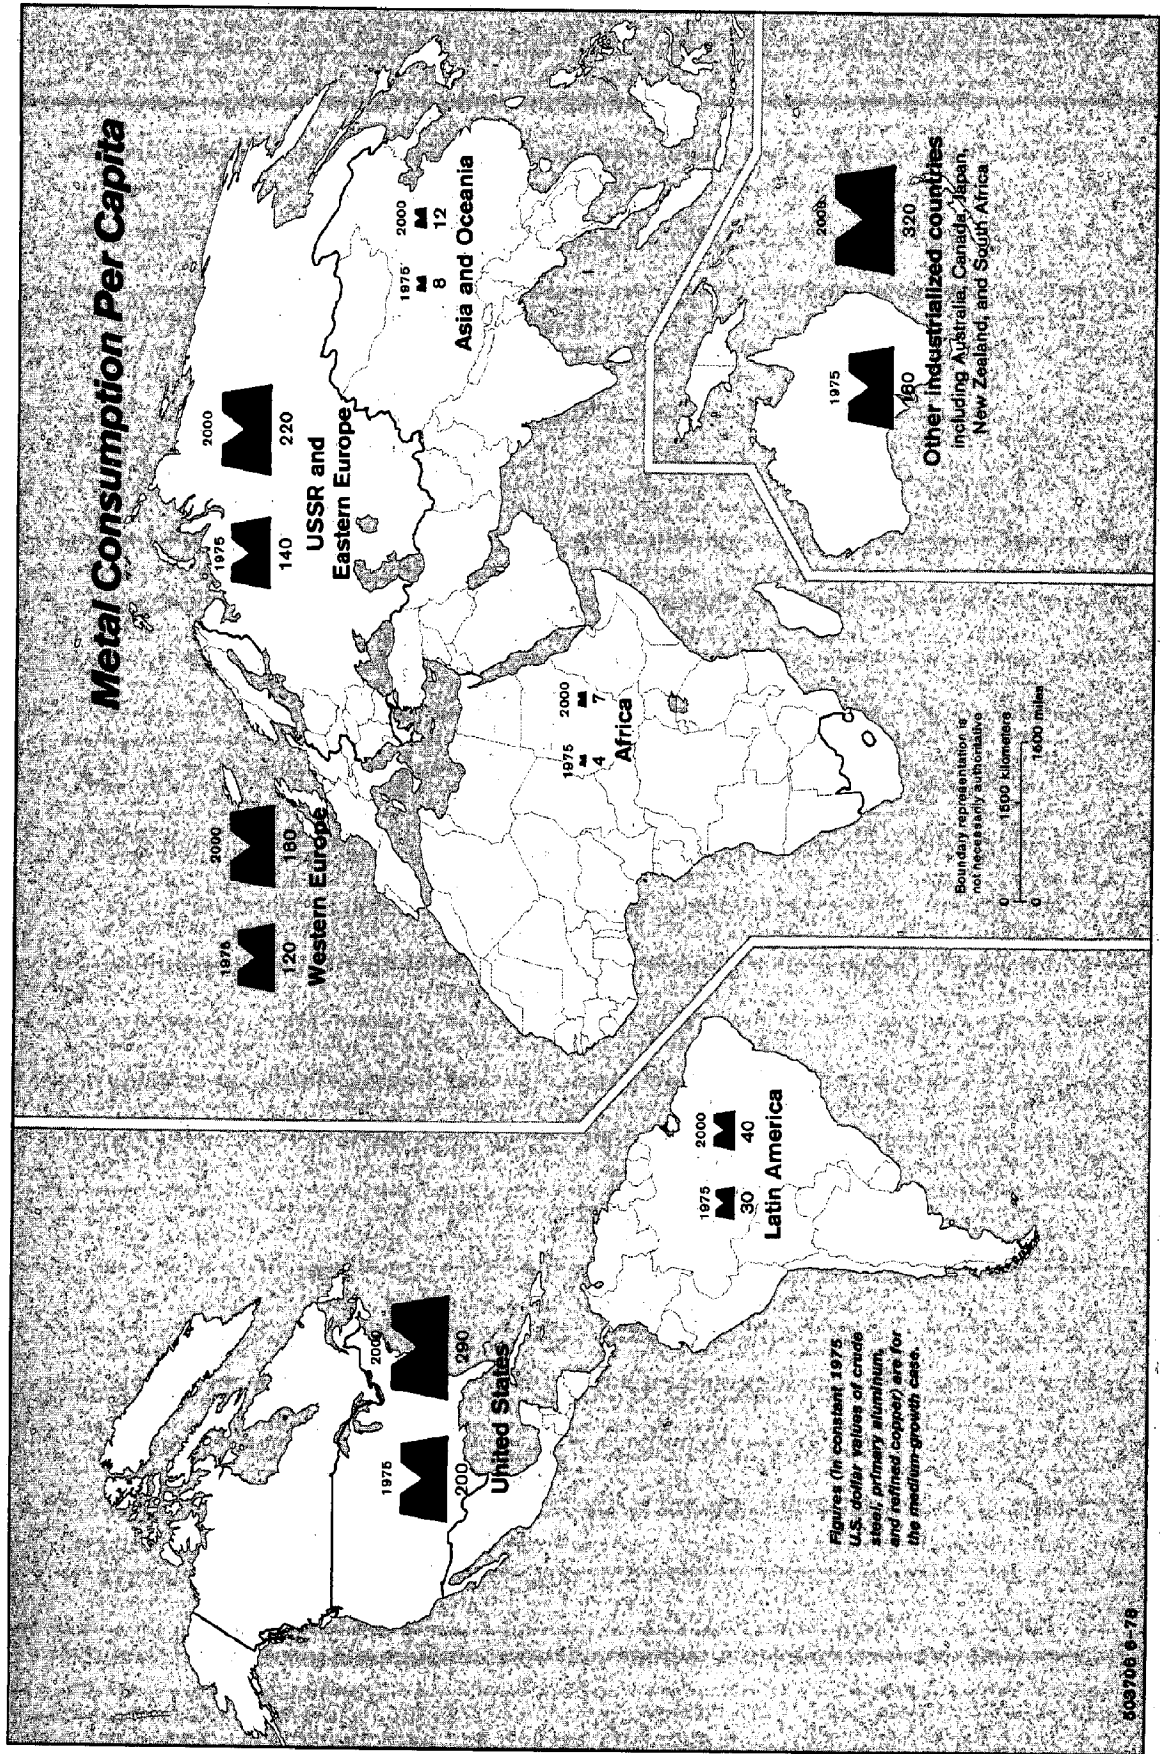 Metal Consumption Per Capita
1975
200
2000
290
United States
1975
30
2000
40
Latin America
1975
120
2000
180
Western Europe
1975
140
2000
220
USSR and
Eastern Europe
1975
4
2000
7
Africa
1975
8
2000
12
Asia and Oceania
1975
2000
320
Other industrialized countries
including Australia, Canada, Japan,
New Zealand, and South Africa
Boundary representation is
not necessarily authoritative
0 1500 kilometers
0 1500 miles
Figures (in constant 1975
U.S. dollar values of crude
steel, primary aluminum,
and refined copper) are for
the medium-growth case.
503706 6-78